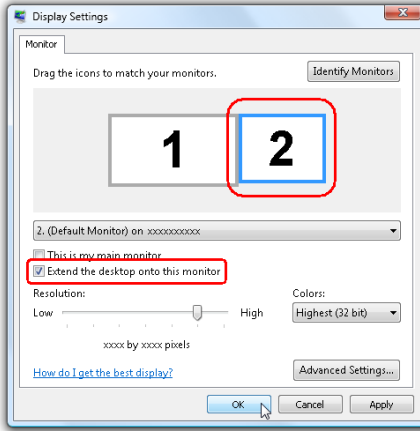 Display Settings
Monitor
Drag the icons to match your monitors.
Identify Monitors
1
2
2. (Default Monitor) on xxxxxxxxxx
This is my main monitor
Extend the desktop onto this monitor
Resolution:
Colors:
Low
High
Highest (32 bit)
xxxx by xxxx pixels
How do I get the best display?
Advanced Settings...
OK
Cancel
Apply